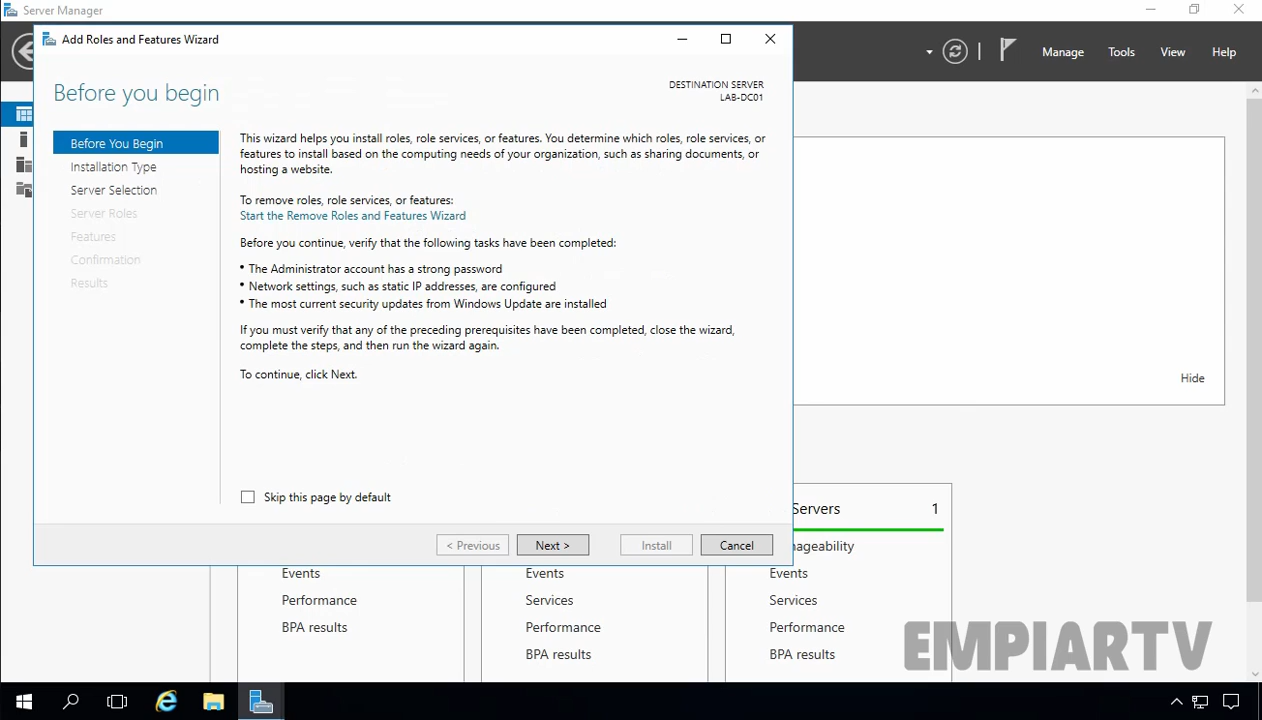 Server Manager
Add Roles and Features Wizard
Manage
Tools
View
Help
Before you begin
DESTINATION SERVER
LAB-DC01
Before You Begin
Installation Type
Server Selection
Server Roles
Features
Confirmation
Results
This wizard helps you install roles, role services, or features. You determine which roles, role services, or
features to install based on the computing needs of your organization, such as sharing documents, or
hosting a website.
To remove roles, role services, or features:
Start the Remove Roles and Features Wizard
Before you continue, verify that the following tasks have been completed:
• The Administrator account has a strong password
• Network settings, such as static IP addresses, are configured
• The most current security updates from Windows Update are installed
If you must verify that any of the preceding prerequisites have been completed, close the wizard,
complete the steps, and then run the wizard again.
To continue, click Next.
Skip this page by default
< Previous
Next >
Install
Cancel
Hide
Servers
1
nageability
Events
Performance
BPA results
Events
Services
Performance
BPA results
Events
Services
Performance
BPA results
EMPIARTV